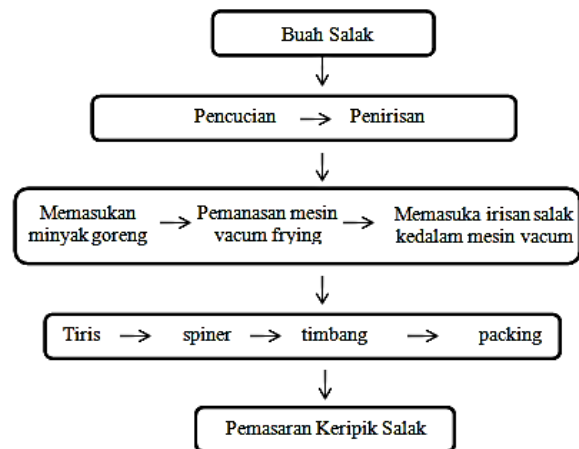 Buah Salak
Pencucian → Penirisan
Memasukan → Pemanasan mesin → Memasuka irisan salak
minyak goreng vacum frying kedalam mesin vacum
Tiris → spiner → timbang → packing
Pemasaran Keripik Salak